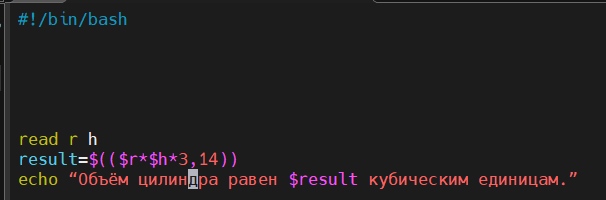 #!/bin/bash
read r h
result=$(($r*$h*3,14))
echo “Объём цилиндра равен $result кубическим единицам.”